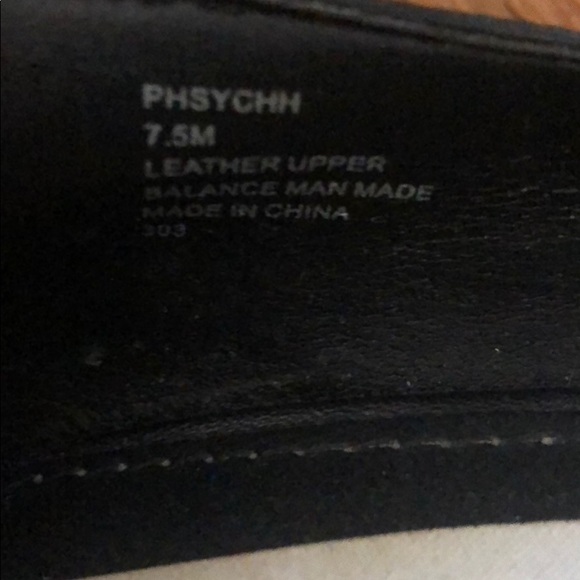 PHSYCHH
7.5M
LEATHER UPPER
BALANCE MAN MADE
MADE IN CHINA
303